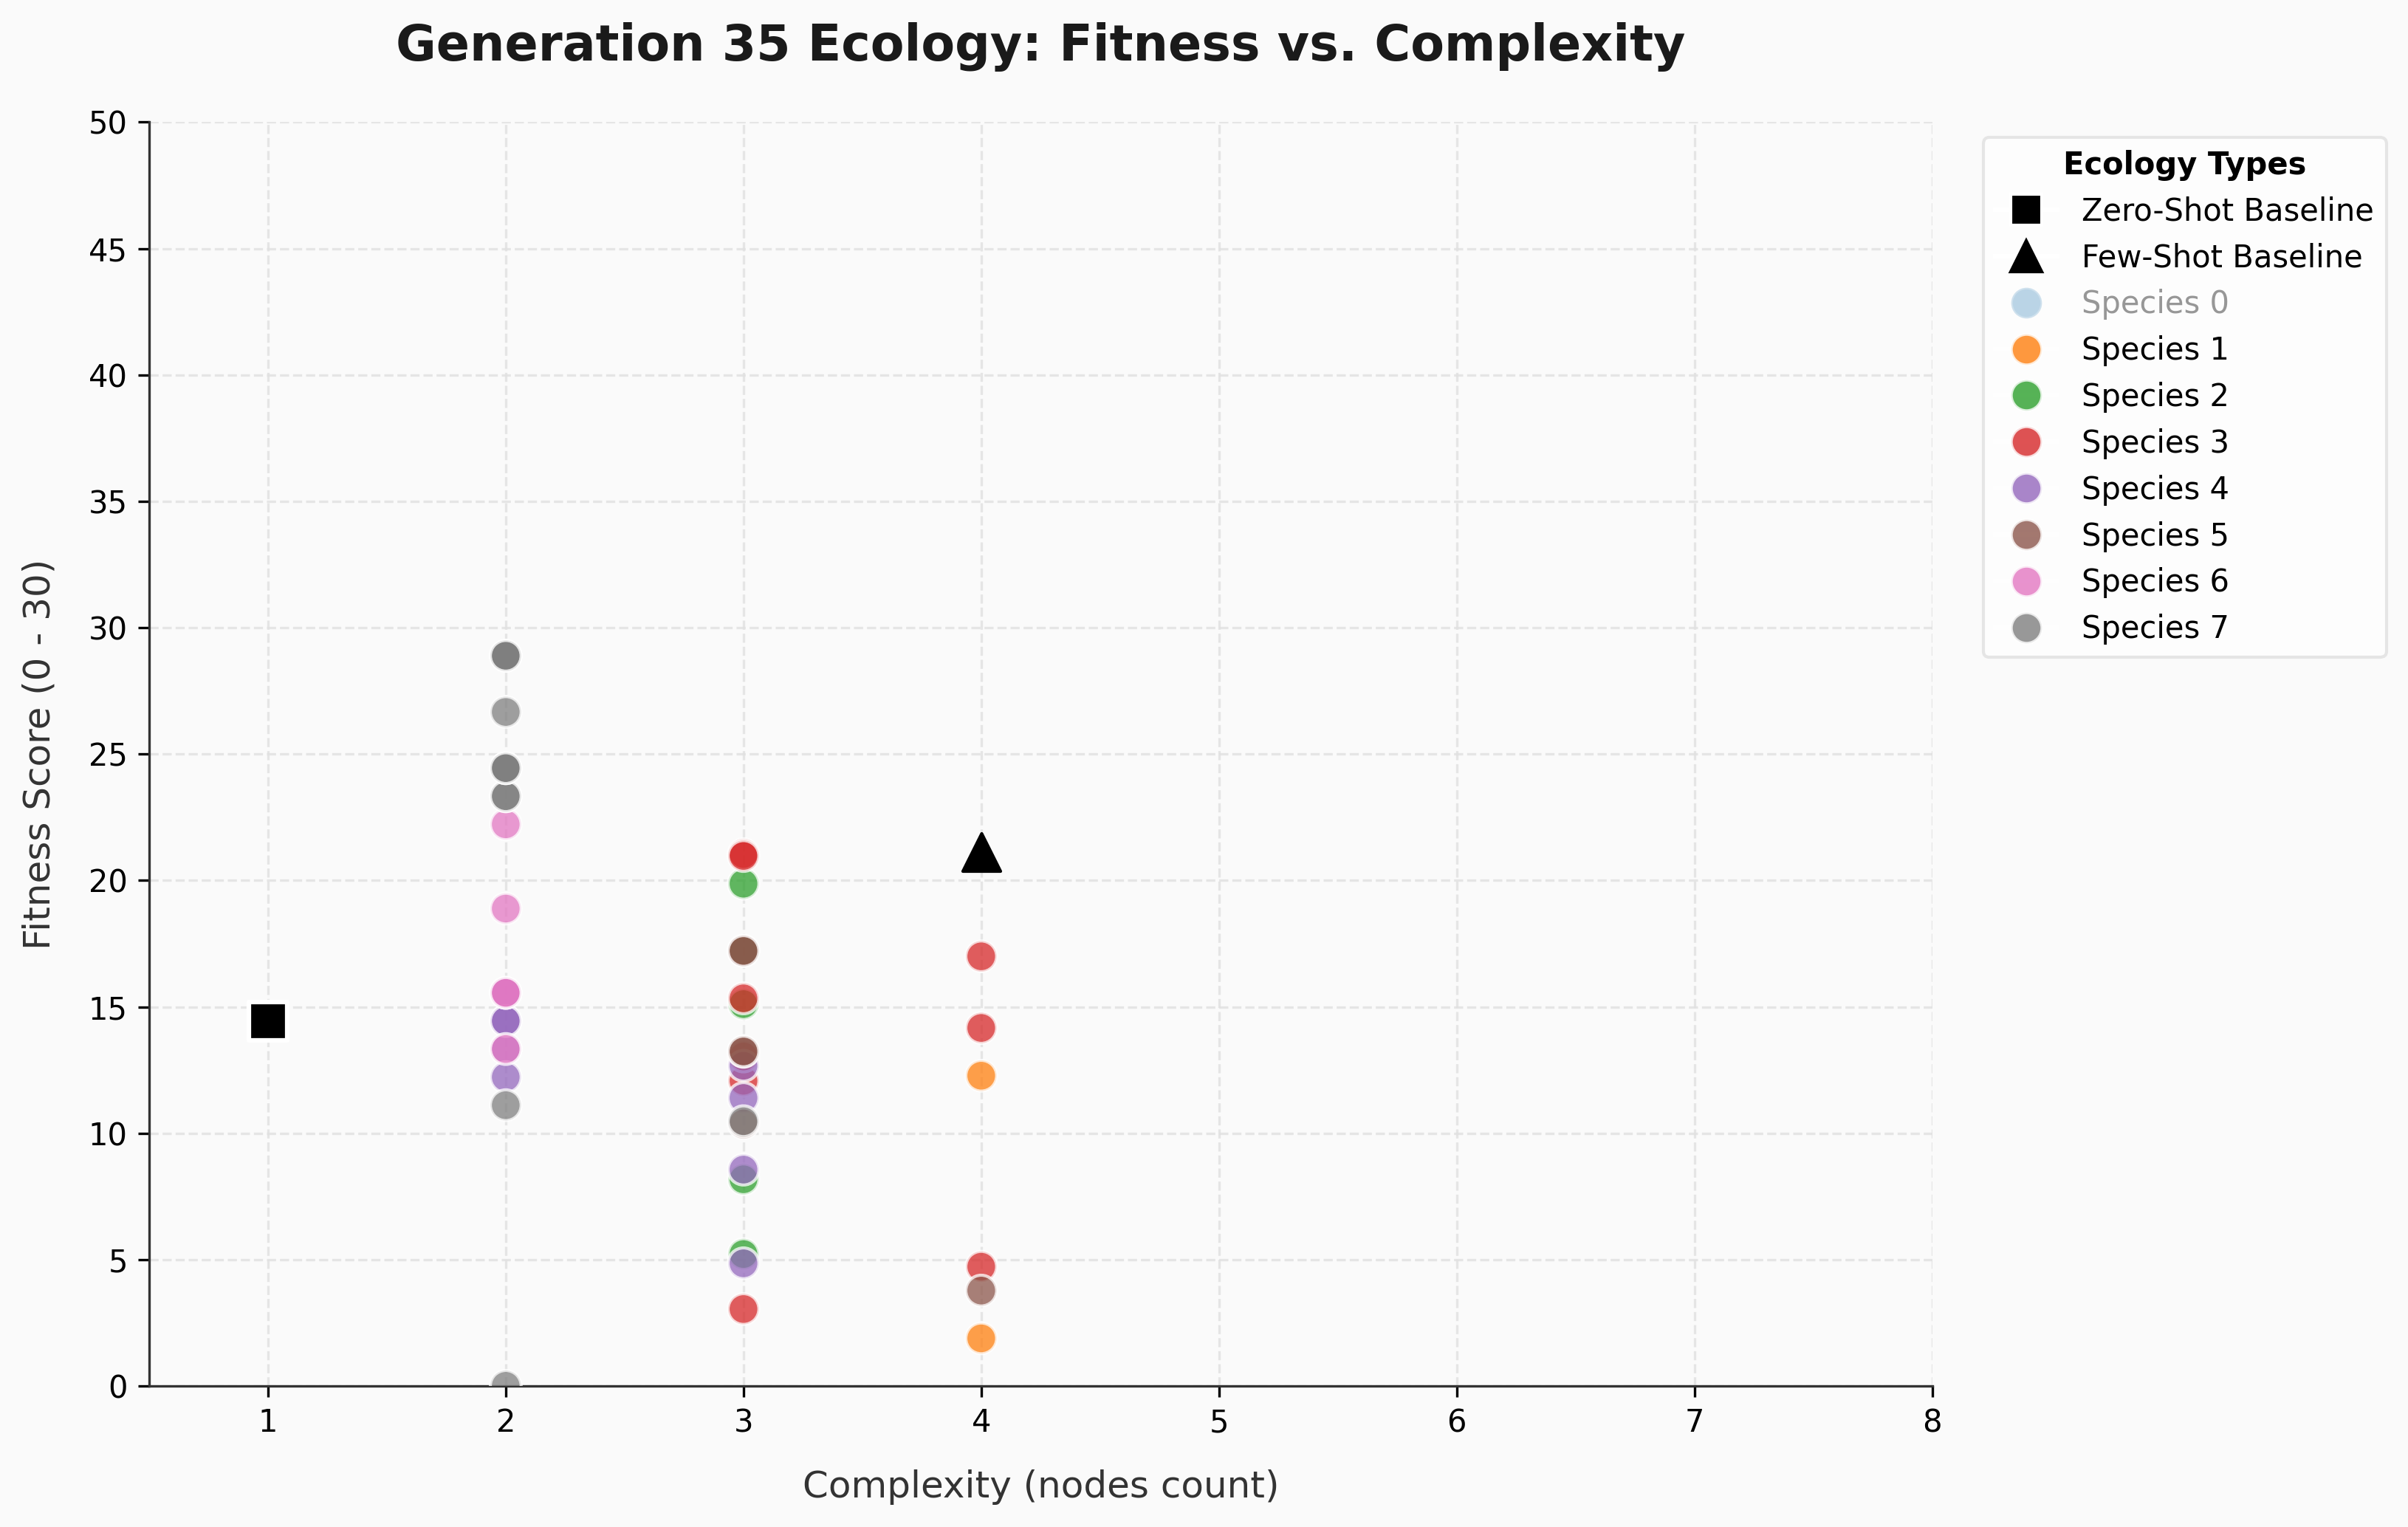 Generation 35 Ecology: Fitness vs. Complexity
50
45
40
35
30
25
20
15
10
5
0
Fitness Score (0 - 30)
1 2 3 4 5 6 7 8
Complexity (nodes count)
Ecology Types
Zero-Shot Baseline
Few-Shot Baseline
Species 0
Species 1
Species 2
Species 3
Species 4
Species 5
Species 6
Species 7